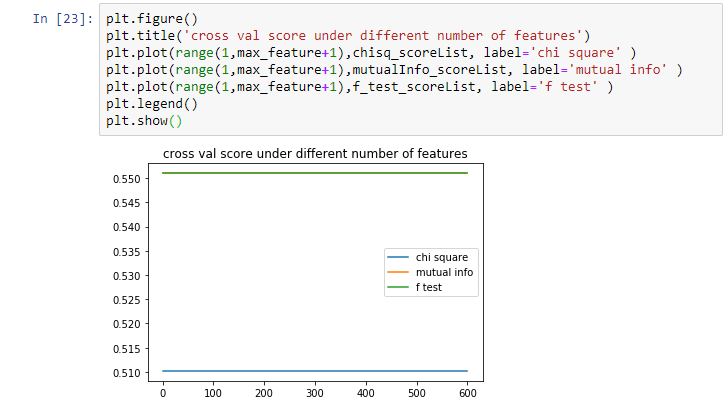 In [23]: plt.figure()
plt.title('cross val score under different number of features')
plt.plot(range(1,max_feature+1),chisq_scoreList, label='chi square' )
plt.plot(range(1,max_feature+1),mutualInfo_scoreList, label='mutual info' )
plt.plot(range(1,max_feature+1),f_test_scoreList, label='f test' )
plt.legend()
plt.show()
cross val score under different number of features
0.550
0.545
0.540
0.535
0.530
0.525
0.520
0.515
0.510
chi square
mutual info
f test
0 100 200 300 400 500 600